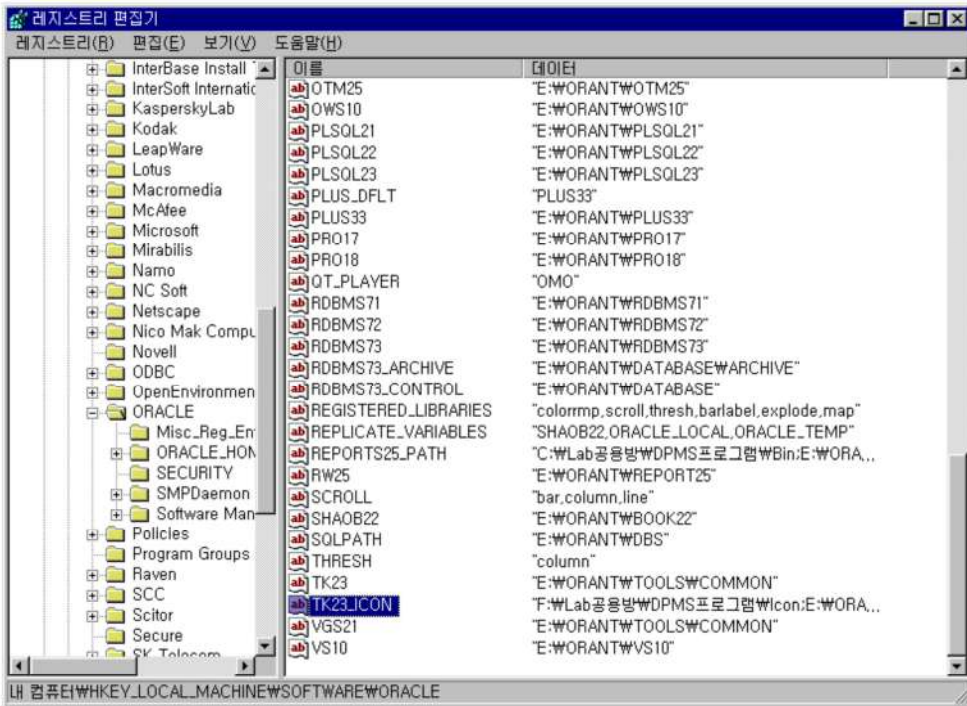 레지스트리 편집기
레지스트리(R) 편집(E) 보기(V) 도움말(H)
InterBase Install
InterSoft Internatic
KasperskyLab
Kodak
LeapWare
Lotus
Macromedia
McAfee
Microsoft
Mirabilis
Namo
NC Soft
Netscape
Nico Mak Compu
Novell
ODBC
OpenEnvironmen
ORACLE
Misc_Reg_En
ORACLE_HOM
SECURITY
SMPDaemon
Software Man
Policies
Program Groups
Raven
SCC
Scitor
Secure
SK Telecom
이름 데이터
OTM25 "E:₩ORANT₩OTM25"
OWS10 "E:₩ORANT₩OWS10"
PLSQL21 "E:₩ORANT₩PLSQL21"
PLSQL22 "E:₩ORANT₩PLSQL22"
PLSQL23 "E:₩ORANT₩PLSQL23"
PLUS_DFLT "PLUS33"
PLUS33 "E:₩ORANT₩PLUS33"
PRO17 "E:₩ORANT₩PRO17"
PRO18 "E:₩ORANT₩PRO18"
QT_PLAYER "OMO"
RDBMS71 "E:₩ORANT₩RDBMS71"
RDBMS72 "E:₩ORANT₩RDBMS72"
RDBMS73 "E:₩ORANT₩RDBMS73"
RDBMS73_ARCHIVE "E:₩ORANT₩DATABASE₩ARCHIVE"
RDBMS73_CONTROL "E:₩ORANT₩DATABASE"
REGISTERED_LIBRARIES "colorrmp,scroll,thresh,barlabel,explode,map"
REPLICATE_VARIABLES "SHAOB22,ORACLE_LOCAL,ORACLE_TEMP"
REPORTS25_PATH "C:₩Lab공용방₩DPMS프로그램₩Bin;E:₩ORA...
RW25 "E:₩ORANT₩REPORT25"
SCROLL "bar,column,line"
SHAOB22 "E:₩ORANT₩BOOK22"
SQLPATH "E:₩ORANT₩DBS"
THRESH "column"
TK23 "E:₩ORANT₩TOOLS₩COMMON"
TK23_ICON "F:₩Lab공용방₩DPMS프로그램₩Icon;E:₩ORA...
VGS21 "E:₩ORANT₩TOOLS₩COMMON"
VS10 "E:₩ORANT₩VS10"
내 컴퓨터₩HKEY_LOCAL_MACHINE₩SOFTWARE₩ORACLE